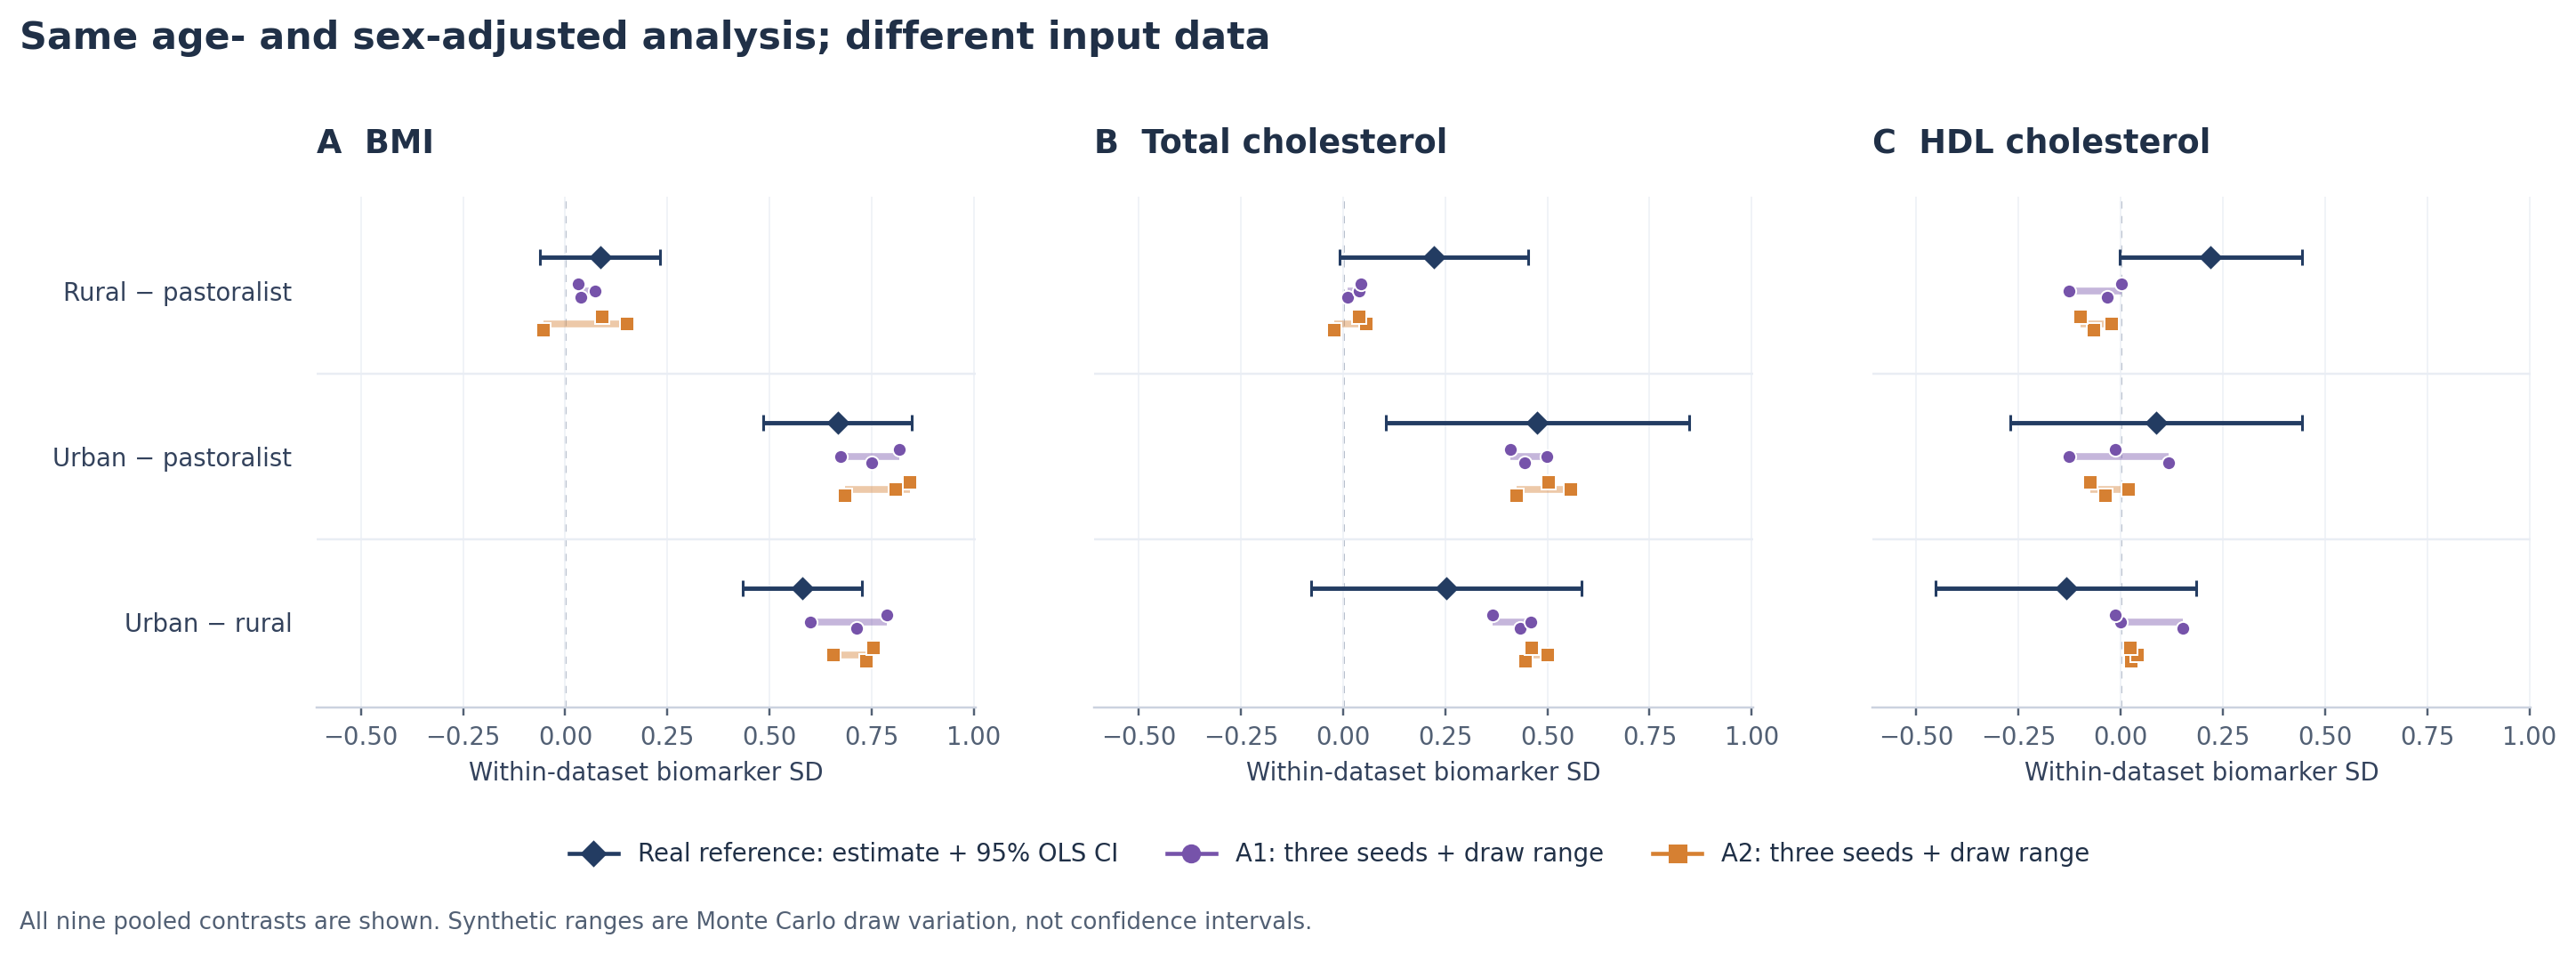 Same age- and sex-adjusted analysis; different input data
A BMI
B Total cholesterol
C HDL cholesterol
Rural − pastoralist
Urban − pastoralist
Urban − rural
−0.50 −0.25 0.00 0.25 0.50 0.75 1.00
−0.50 −0.25 0.00 0.25 0.50 0.75 1.00
−0.50 −0.25 0.00 0.25 0.50 0.75 1.00
Within-dataset biomarker SD
Within-dataset biomarker SD
Within-dataset biomarker SD
Real reference: estimate + 95% OLS CI
A1: three seeds + draw range
A2: three seeds + draw range
All nine pooled contrasts are shown. Synthetic ranges are Monte Carlo draw variation, not confidence intervals.